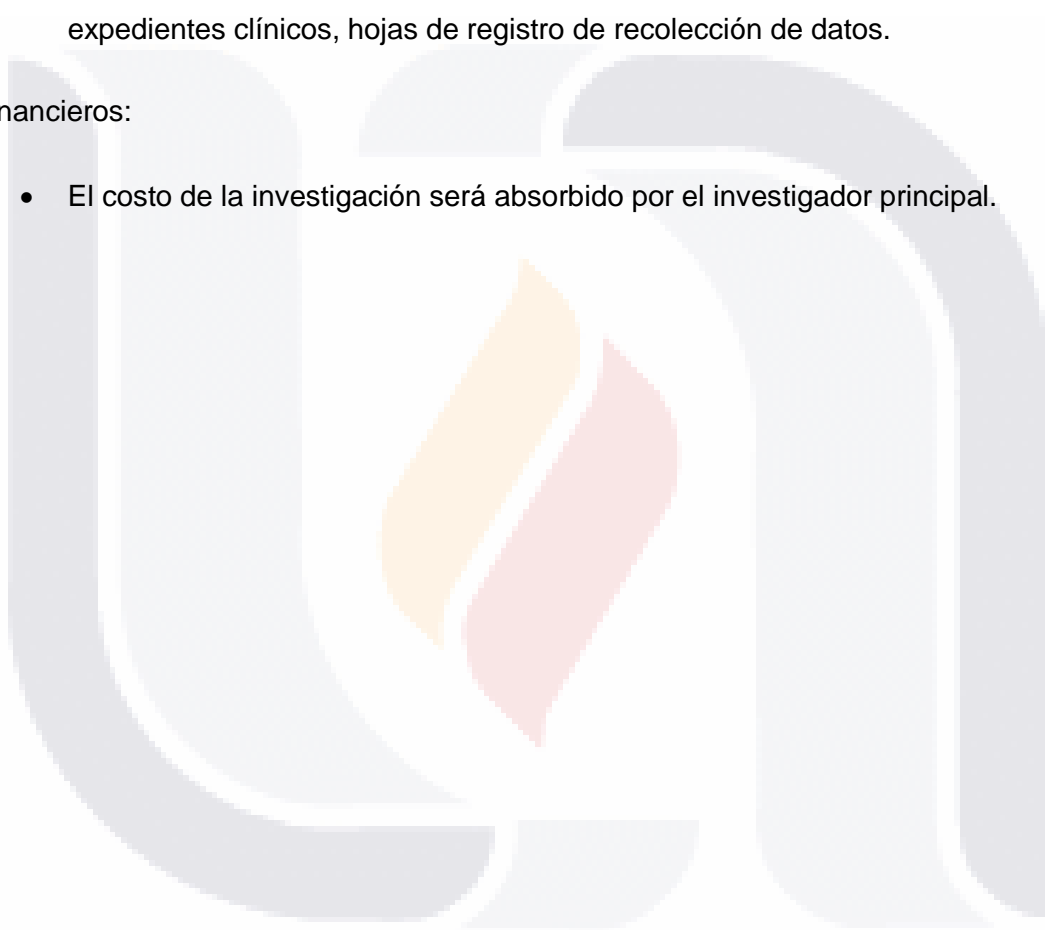 expedientes clínicos, hojas de registro de recolección de datos.
nancieros:
• El costo de la investigación será absorbido por el investigador principal.